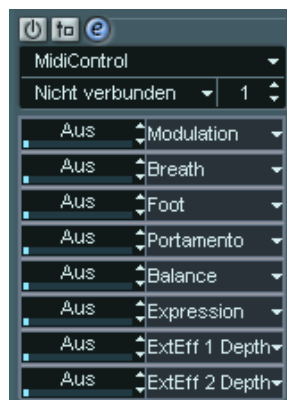 MidiControl
Nicht verbunden 1
Aus Modulation
Aus Breath
Aus Foot
Aus Portamento
Aus Balance
Aus Expression
Aus ExtEff 1 Depth
Aus ExtEff 2 Depth